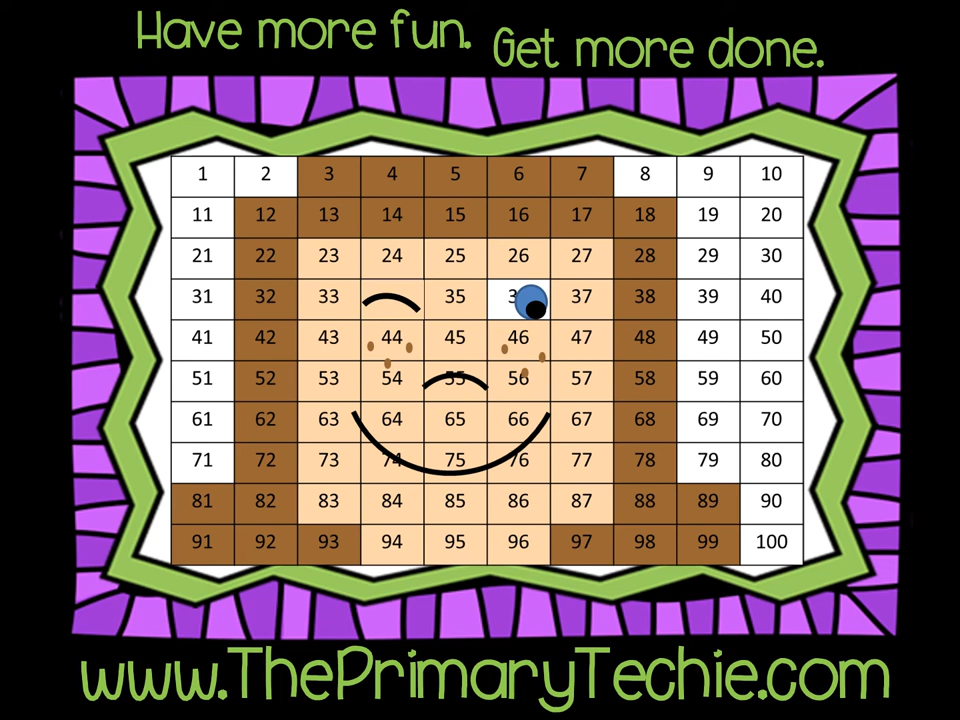 Have more fun. Get more done.
1 2 3 4 5 6 7 8 9 10
11 12 13 14 15 16 17 18 19 20
21 22 23 24 25 26 27 28 29 30
31 32 33 35 37 38 39 40
41 42 43 44 45 46 47 48 49 50
51 52 53 54 55 56 57 58 59 60
61 62 63 64 65 66 67 68 69 70
71 72 73 74 75 76 77 78 79 80
81 82 83 84 85 86 87 88 89 90
91 92 93 94 95 96 97 98 99 100
www.ThePrimaryTechie.com